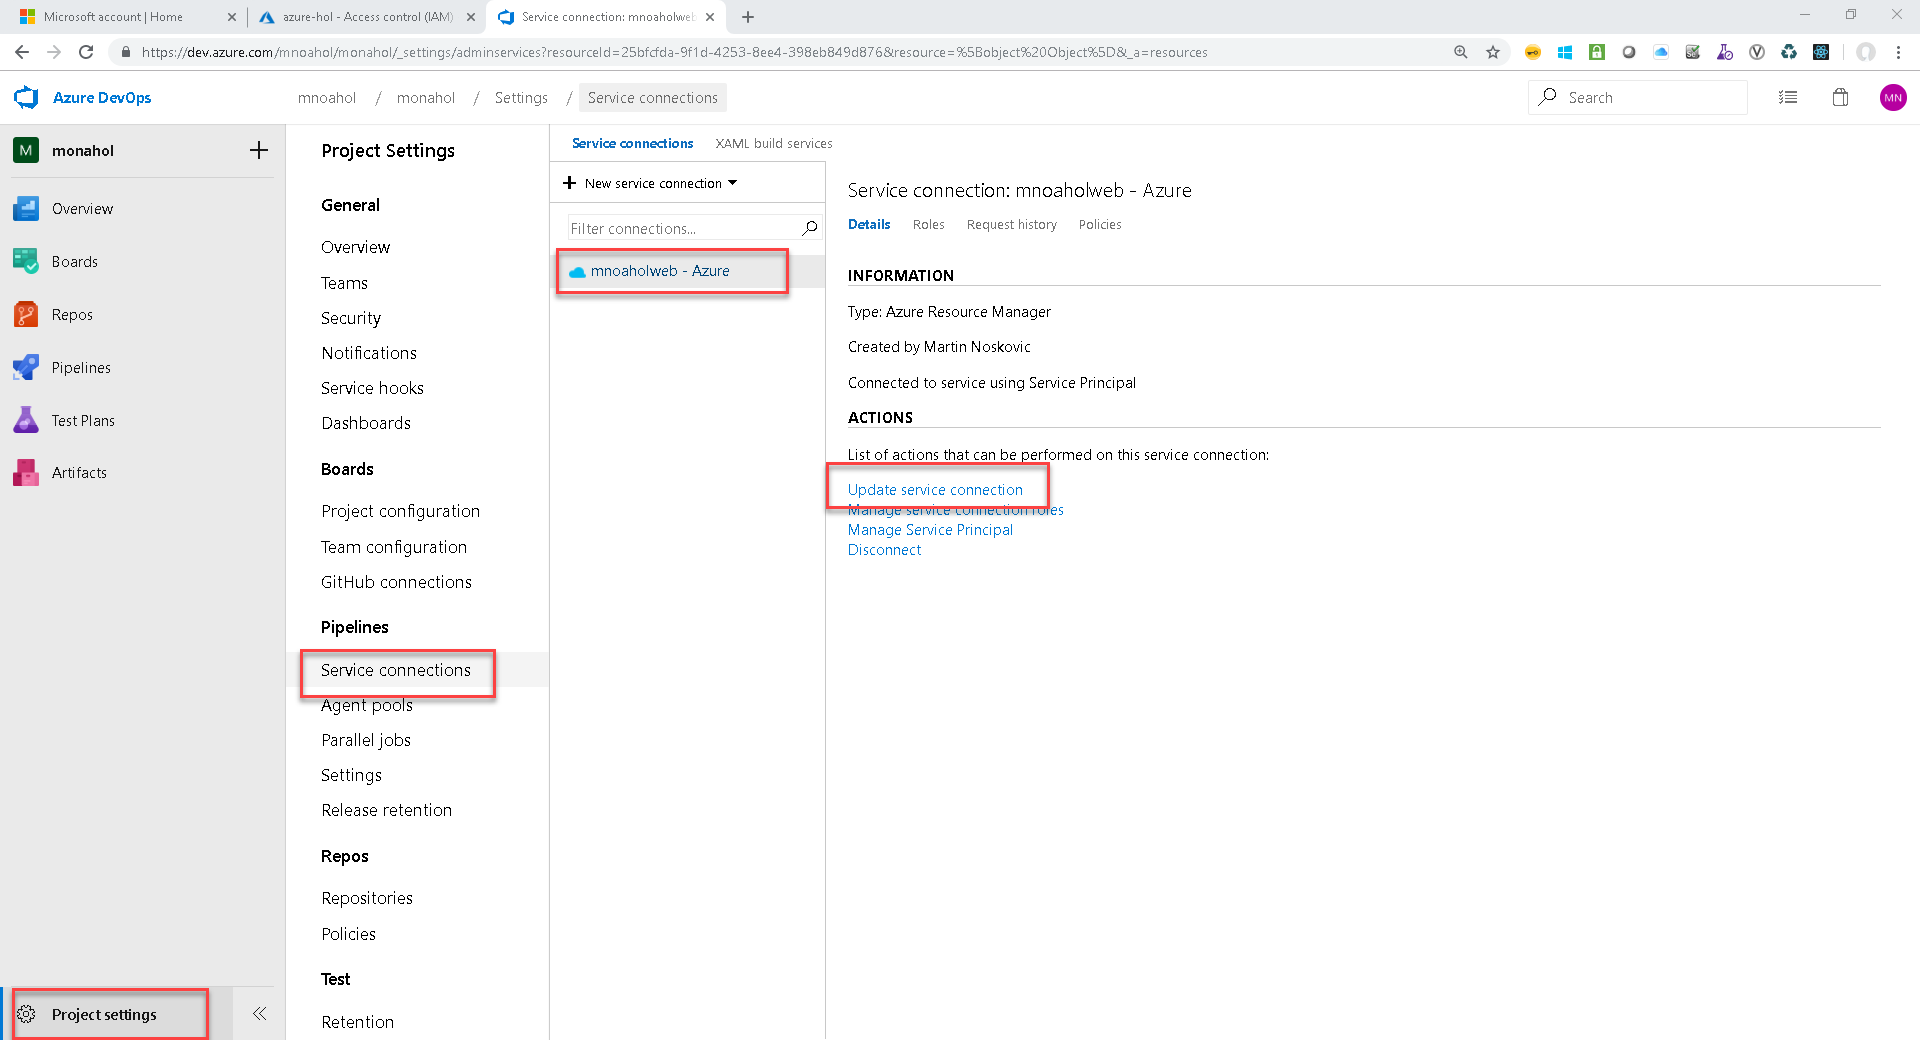 Microsoft account | Home
azure-hol - Access control (IAM)
Service connection: mnoaholweb
https://dev.azure.com/mnoahol/monahol/_settings/adminservices?resourceId=25bfcfda-9f1d-4253-8ee4-398eb849d876&resource=%5Bobject%20Object%5D&_a=resources
Azure DevOps
mnoahol / monahol / Settings / Service connections
Search
MN
M monahol
Overview
Boards
Repos
Pipelines
Test Plans
Artifacts
Project settings
Project Settings
General
Overview
Teams
Security
Notifications
Service hooks
Dashboards
Boards
Project configuration
Team configuration
GitHub connections
Pipelines
Service connections
Agent pools
Parallel jobs
Settings
Release retention
Repos
Repositories
Policies
Test
Retention
Service connections XAML build services
New service connection
Filter connections...
mnoaholweb - Azure
Service connection: mnoaholweb - Azure
Details Roles Request history Policies
INFORMATION
Type: Azure Resource Manager
Created by Martin Noskovic
Connected to service using Service Principal
ACTIONS
List of actions that can be performed on this service connection:
Update service connection
Manage service connection roles
Manage Service Principal
Disconnect